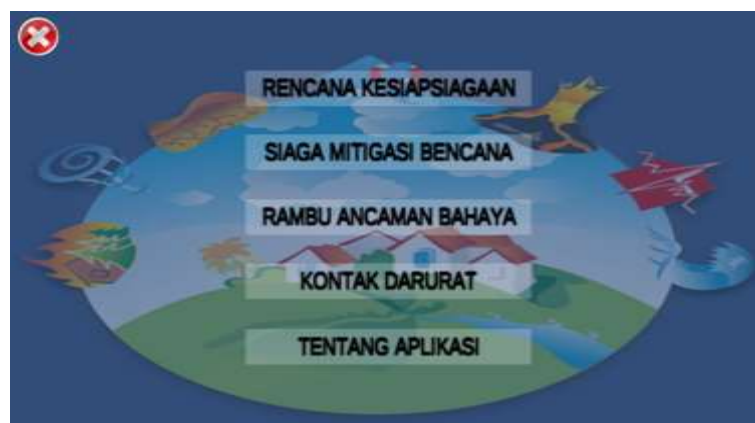 RENCANA KESIAPSIAGAAN
SIAGA MITIGASI BENCANA
RAMBU ANCAMAN BAHAYA
KONTAK DARURAT
TENTANG APLIKASI